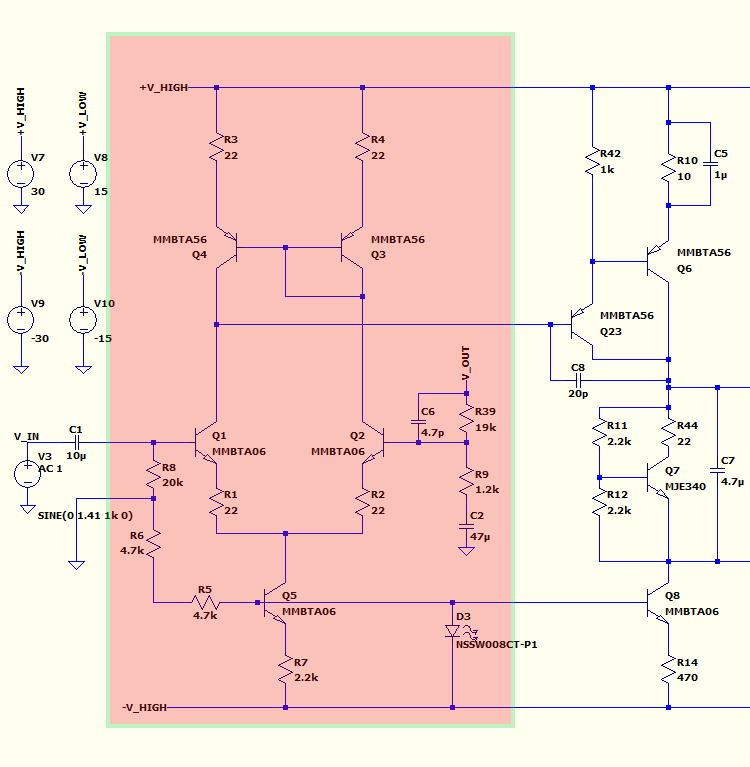 +V_HIGH
+V_LOW
V7
30
V8
15
-V_HIGH
-V_LOW
V9
-30
V10
-15
+V_HIGH
R3
22
R4
22
MMBTA56
Q4
MMBTA56
Q3
R42
1k
R10
10
C5
1µ
MMBTA56
Q6
MMBTA56
Q23
C8
20p
V_OUT
C6
4.7p
R39
19k
R9
1.2k
C2
47µ
C1
10µ
V_IN
V3
AC 1
SINE(0 1.41 1k 0)
Q1
MMBTA06
Q2
MMBTA06
R8
20k
R1
22
R2
22
R6
4.7k
R5
4.7k
Q5
MMBTA06
R7
2.2k
D3
NSSW008CT-P1
R11
2.2k
R44
22
Q7
MJE340
R12
2.2k
C7
4.7µ
Q8
MMBTA06
R14
470
-V_HIGH